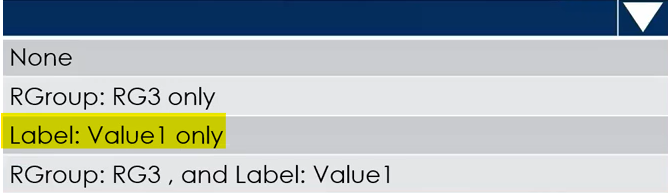 None
RGroup: RG3 only
Label: Value1 only
RGroup: RG3 , and Label: Value1